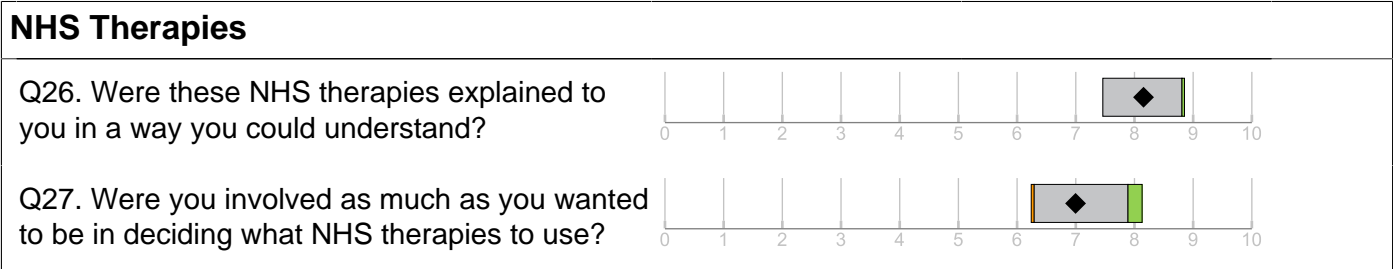 NHS Therapies
Q26. Were these NHS therapies explained to
you in a way you could understand?
0 1 2 3 4 5 6 7 8 9 10
Q27. Were you involved as much as you wanted
to be in deciding what NHS therapies to use?
0 1 2 3 4 5 6 7 8 9 10